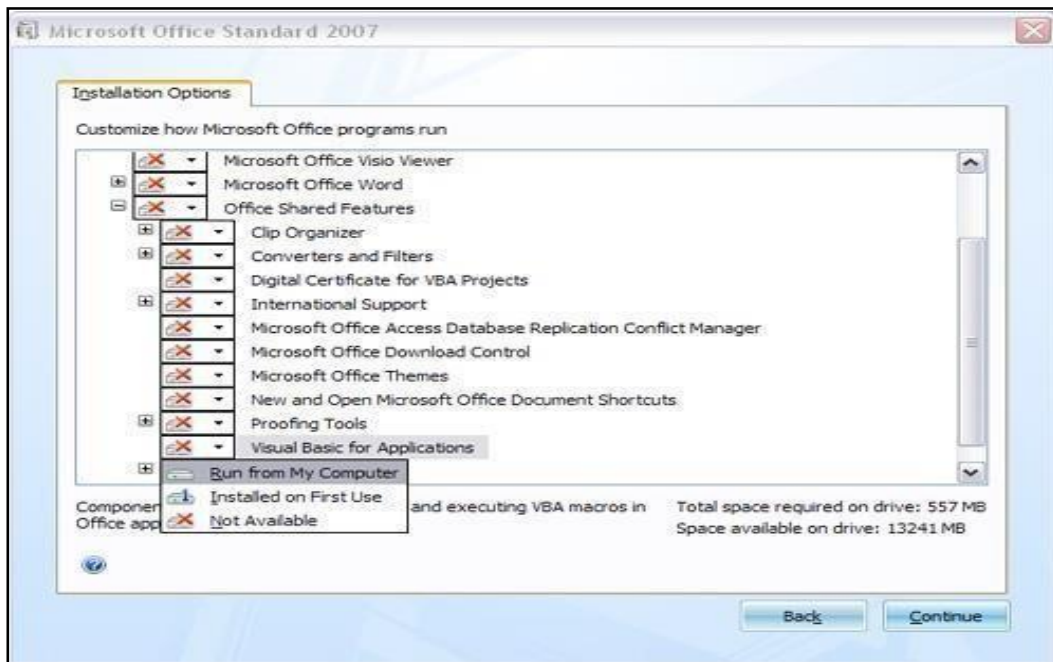 Microsoft Office Standard 2007
Installation Options
Customize how Microsoft Office programs run
Microsoft Office Visio Viewer
Microsoft Office Word
Office Shared Features
Clip Organizer
Converters and Filters
Digital Certificate for VBA Projects
International Support
Microsoft Office Access Database Replication Conflict Manager
Microsoft Office Download Control
Microsoft Office Themes
New and Open Microsoft Office Document Shortcuts
Proofing Tools
Visual Basic for Applications
Run from My Computer
Installed on First Use
Not Available
and executing VBA macros in
Office app
Total space required on drive: 557 MB
Space available on drive: 13241 MB
Back
Continue